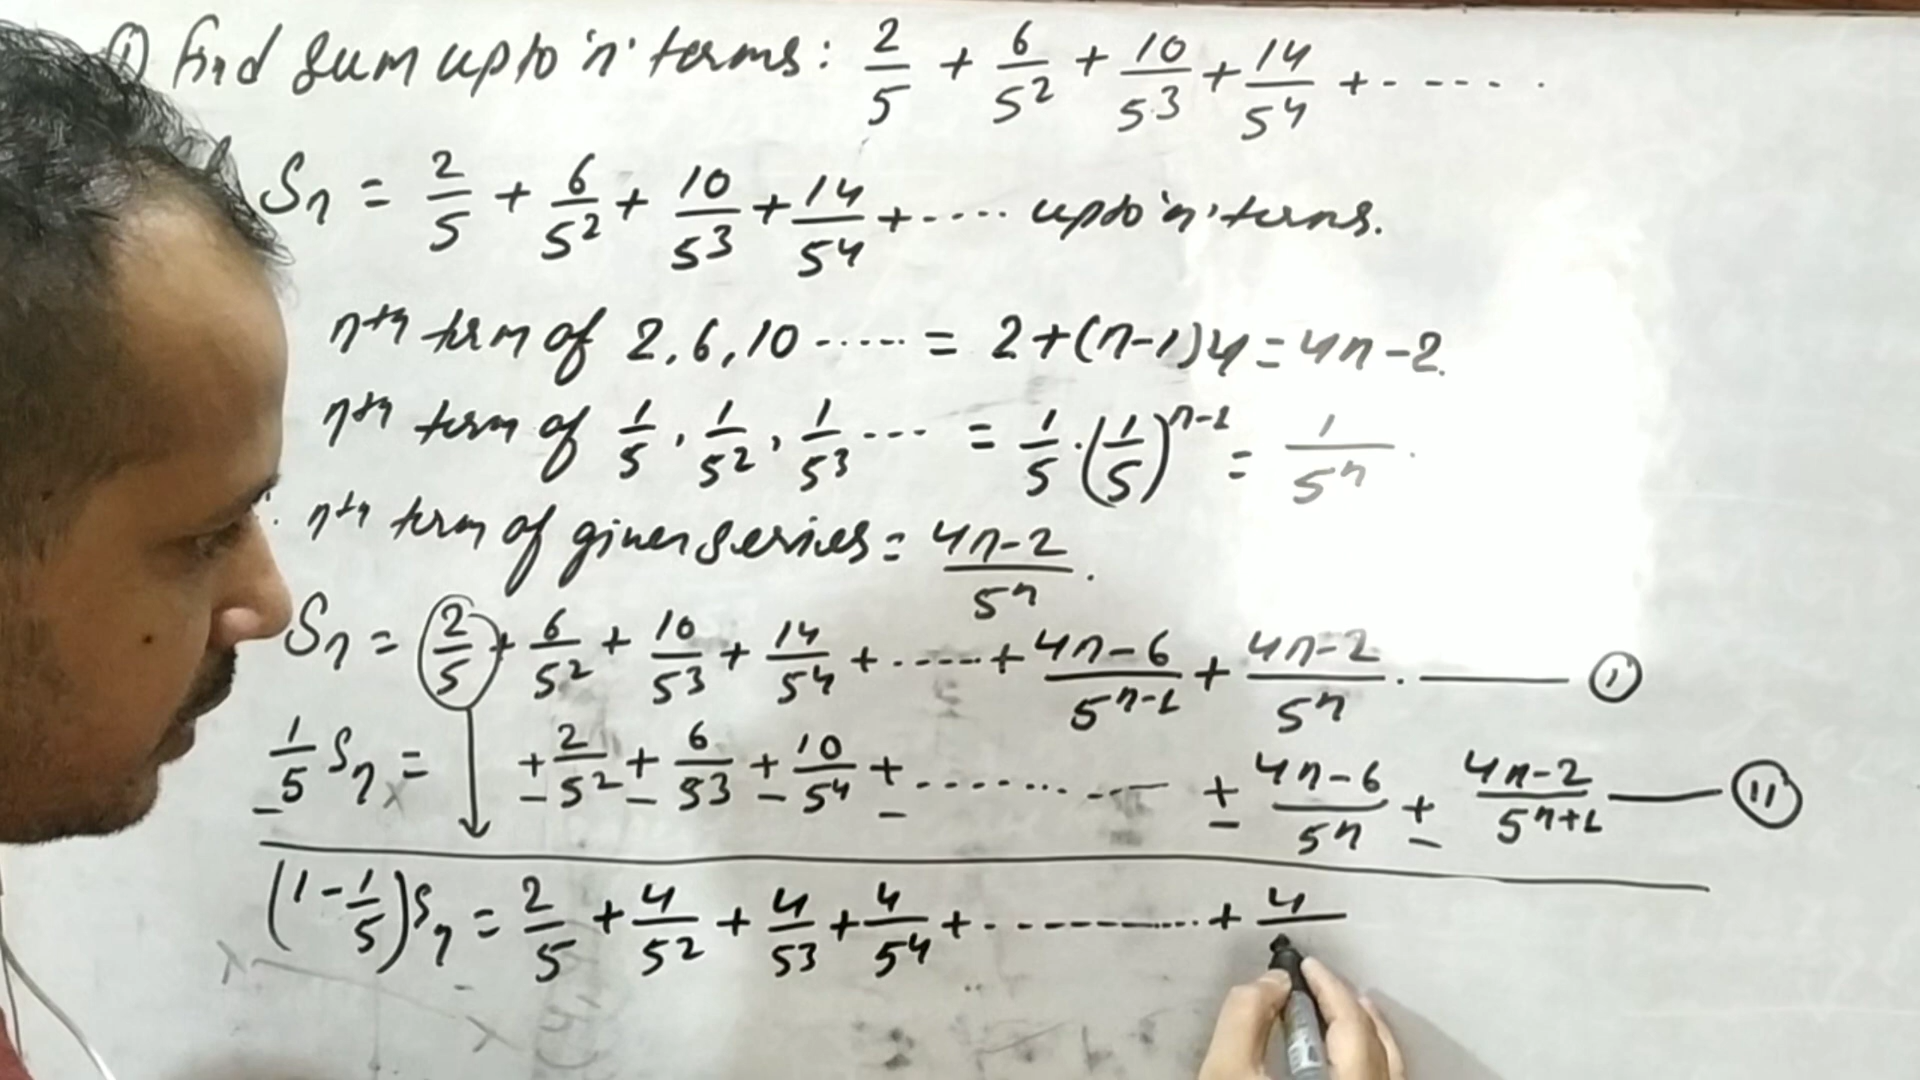 1) Find sum upto 'n' terms: 2/5 + 6/5² + 10/5³ + 14/5⁴ + .....
Sn = 2/5 + 6/5² + 10/5³ + 14/5⁴ + .... upto 'n' terms.
nth term of 2, 6, 10 ..... = 2+(n-1)4 = 4n-2.
nth term of 1/5, 1/5², 1/5³ ... = 1/5 . (1/5)ⁿ⁻¹ = 1/5ⁿ .
nth term of given series = (4n-2)/5ⁿ .
Sn = 2/5 + 6/5² + 10/5³ + 14/5⁴ + ..... + (4n-6)/5ⁿ⁻¹ + (4n-2)/5ⁿ . — (I)
1/5 Sn = + 2/5² + 6/5³ + 10/5⁴ + ............ + (4n-6)/5ⁿ + (4n-2)/5ⁿ⁺¹ — (II)
- - - - - - -
(1 - 1/5) Sn = 2/5 + 4/5² + 4/5³ + 4/5⁴ + ............ + 4/